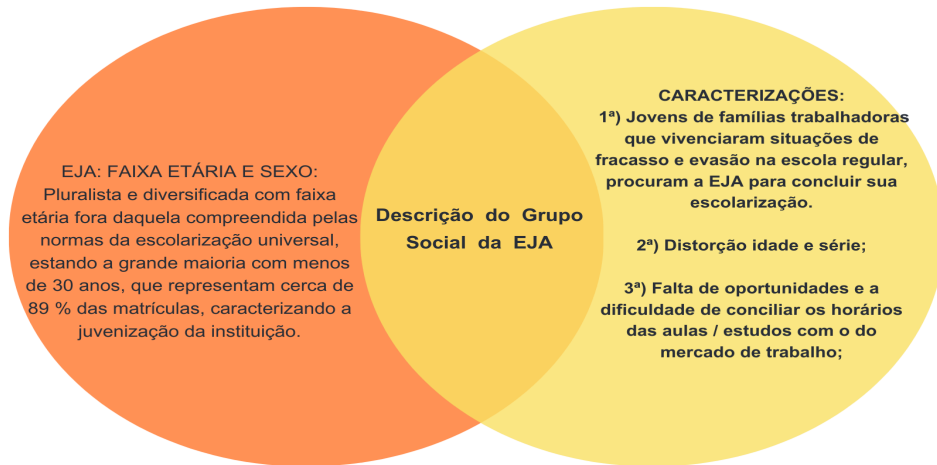 EJA: FAIXA ETÁRIA E SEXO:
Pluralista e diversificada com faixa
etária fora daquela compreendida pelas
normas da escolarização universal,
estando a grande maioria com menos
de 30 anos, que representam cerca de
89 % das matrículas, caracterizando a
juvenização da instituição.
Descrição do Grupo
Social da EJA
CARACTERIZAÇÕES:
1ª) Jovens de famílias trabalhadoras
que vivenciaram situações de
fracasso e evasão na escola regular,
procuram a EJA para concluir sua
escolarização.
2ª) Distorção idade e série;
3ª) Falta de oportunidades e a
dificuldade de conciliar os horários
das aulas / estudos com o do
mercado de trabalho;